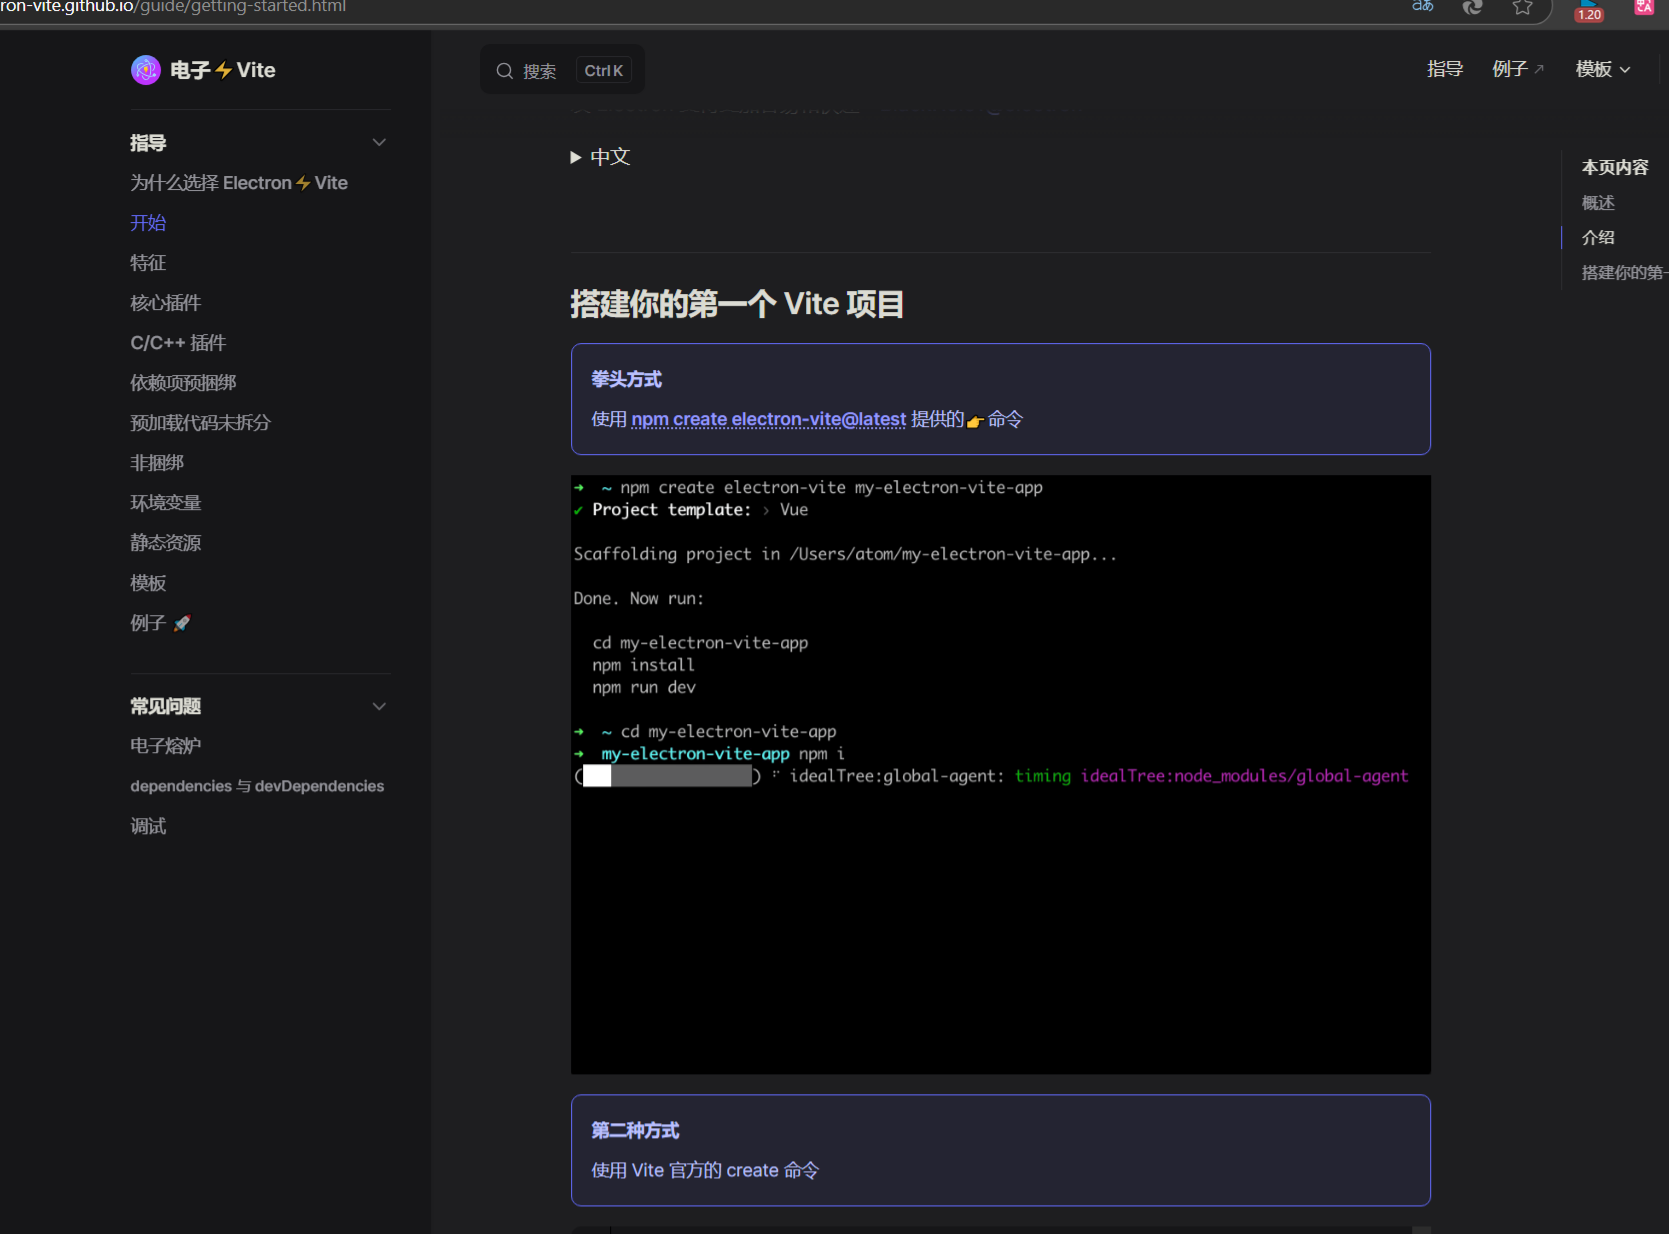 ron-vite.github.io/guide/getting-started.html
1.20
电子⚡Vite
搜索 Ctrl K
指导 例子 模板
指导
为什么选择 Electron⚡Vite
开始
特征
核心插件
C/C++ 插件
依赖项预捆绑
预加载代码未拆分
非捆绑
环境变量
静态资源
模板
例子 🚀
常见问题
电子熔炉
dependencies 与 devDependencies
调试
▶ 中文
搭建你的第一个 Vite 项目
拳头方式
使用 npm create electron-vite@latest 提供的👉命令
➜ ~ npm create electron-vite my-electron-vite-app
✔ Project template: › Vue
Scaffolding project in /Users/atom/my-electron-vite-app...
Done. Now run:
cd my-electron-vite-app
npm install
npm run dev
➜ ~ cd my-electron-vite-app
➜ my-electron-vite-app npm i
( ) ⠋ idealTree:global-agent: timing idealTree:node_modules/global-agent
第二种方式
使用 Vite 官方的 create 命令
本页内容
概述
介绍
搭建你的第一